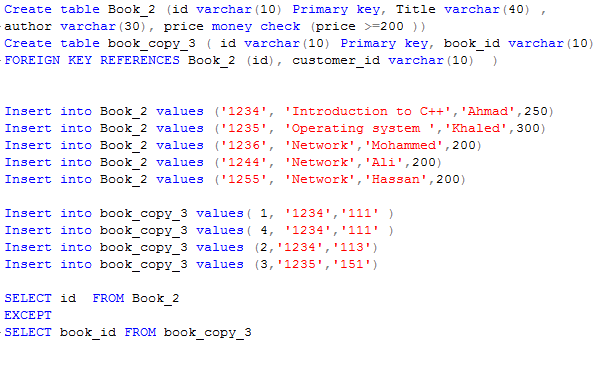 Create table Book_2 (id varchar(10) Primary key, Title varchar(40) ,
author varchar(30), price money check (price >=200 ))
Create table book_copy_3 ( id varchar(10) Primary key, book_id varchar(10)
FOREIGN KEY REFERENCES Book_2 (id), customer_id varchar(10)  )
Insert into Book_2 values ('1234', 'Introduction to C++','Ahmad',250)
Insert into Book_2 values ('1235', 'Operating system ','Khaled',300)
Insert into Book_2 values ('1236', 'Network','Mohammed',200)
Insert into Book_2 values ('1244', 'Network','Ali',200)
Insert into Book_2 values ('1255', 'Network','Hassan',200)
Insert into book_copy_3 values( 1, '1234','111' )
Insert into book_copy_3 values( 4, '1234','111' )
Insert into book_copy_3 values (2,'1234','113')
Insert into book_copy_3 values (3,'1235','151')
SELECT id  FROM Book_2
EXCEPT
SELECT book_id FROM book_copy_3